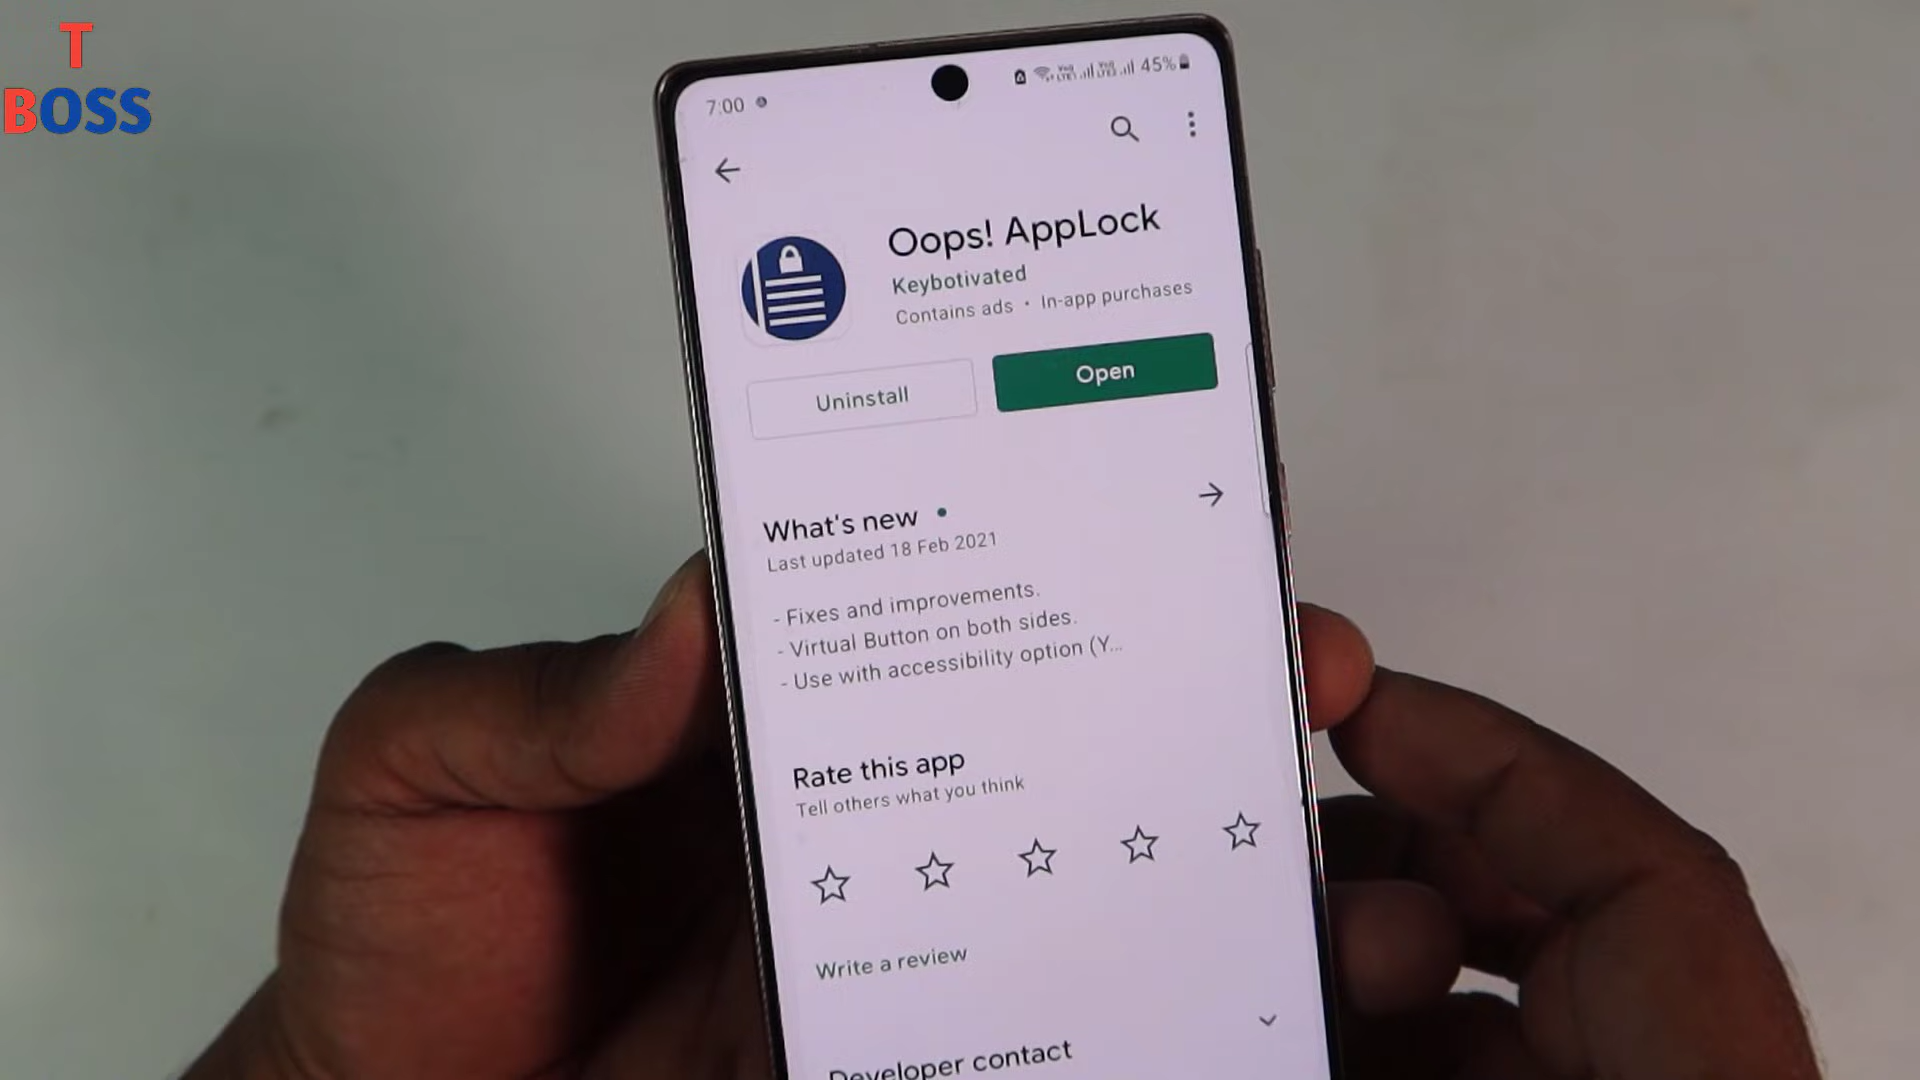 T
BOSS
7:00
45%
Oops! AppLock
Keybotivated
Contains ads • In-app purchases
Uninstall
Open
What's new •
Last updated 18 Feb 2021
- Fixes and improvements.
- Virtual Button on both sides.
- Use with accessibility option (Y...
Rate this app
Tell others what you think
Write a review
Developer contact